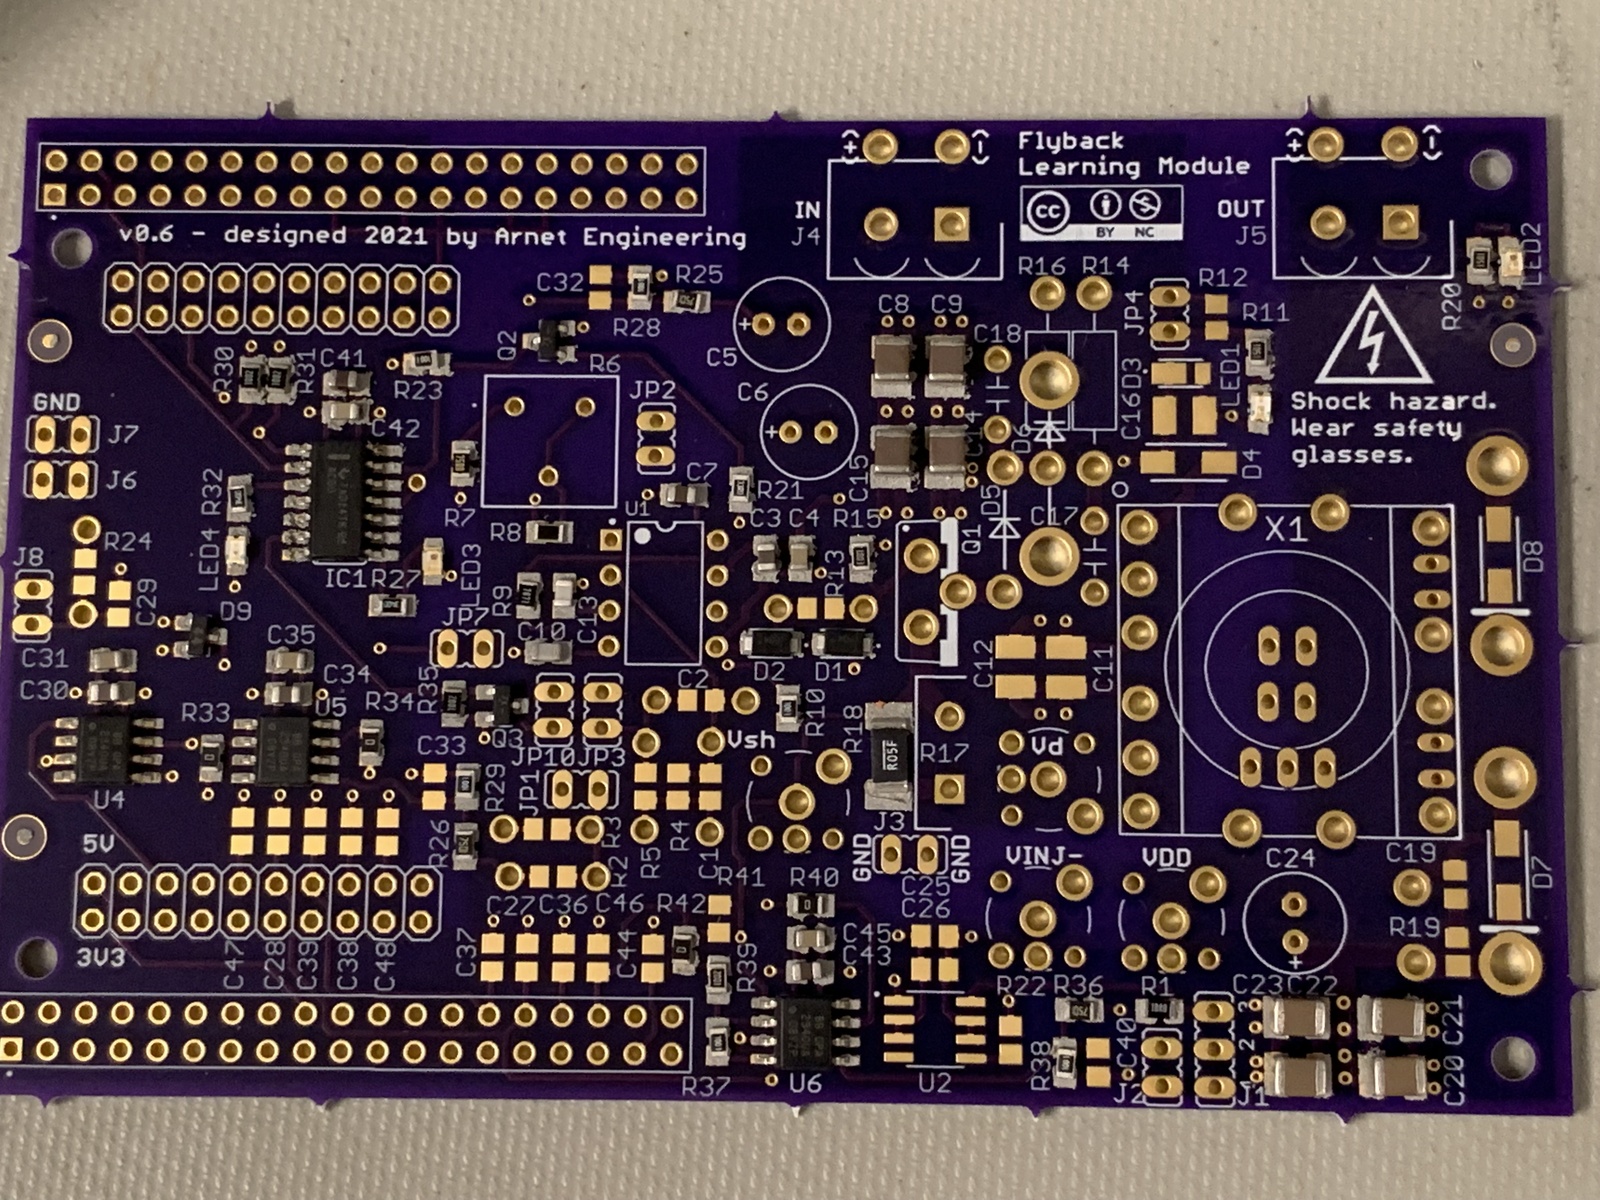 Flyback
Learning Module
cc
BY NC
IN
J4
OUT
J5
v0.6 - designed 2021 by Arnet Engineering
C32
R25
R28
Q2
R6
C5
C6
C8
C9
C18
R16
R14
JP4
R12
R11
R20
LED2
LED1
Shock hazard.
Wear safety
glasses.
R30
R31
C41
R23
C42
JP2
GND
J7
J6
R32
LED4
R7
R8
U1
C7
R21
C3
C4
R15
C15
C14
D6
D5
C16
D3
D4
C17
Q1
X1
D8
J8
R24
C29
IC1
R27
LED3
R9
C13
R13
D9
JP7
C10
C31
C30
C35
C34
U5
R34
R35
Q3
C2
D2
D1
R10
C12
C11
R33
U4
C33
JP10
JP3
JP1
Vsh
R18
R05F
R17
Vd
R29
R26
R3
R2
R5
R4
C1
J3
GND
GND
VINJ-
VDD
C24
C19
D7
5V
3V3
C47
C28
C39
C38
C48
C37
C27
C36
C46
C44
R42
R41
R40
C25
C26
C45
C43
R39
R19
R22
R36
R1
C23
C22
C21
C20
R37
U6
U2
R38
C40
J2
J1
3
2